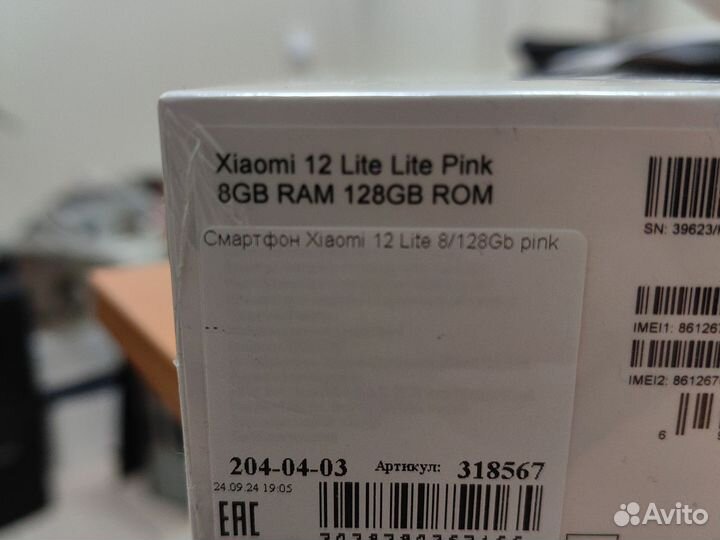 Xiaomi 12 Lite Lite Pink
8GB RAM 128GB ROM
SN: 39623/
Смартфон Xiaomi 12 Lite 8/128Gb pink
IMEI1: 861267
IMEI2: 861267
6
204-04-03 Артикул: 318567
24.09.24 19:05
EAC
Avito